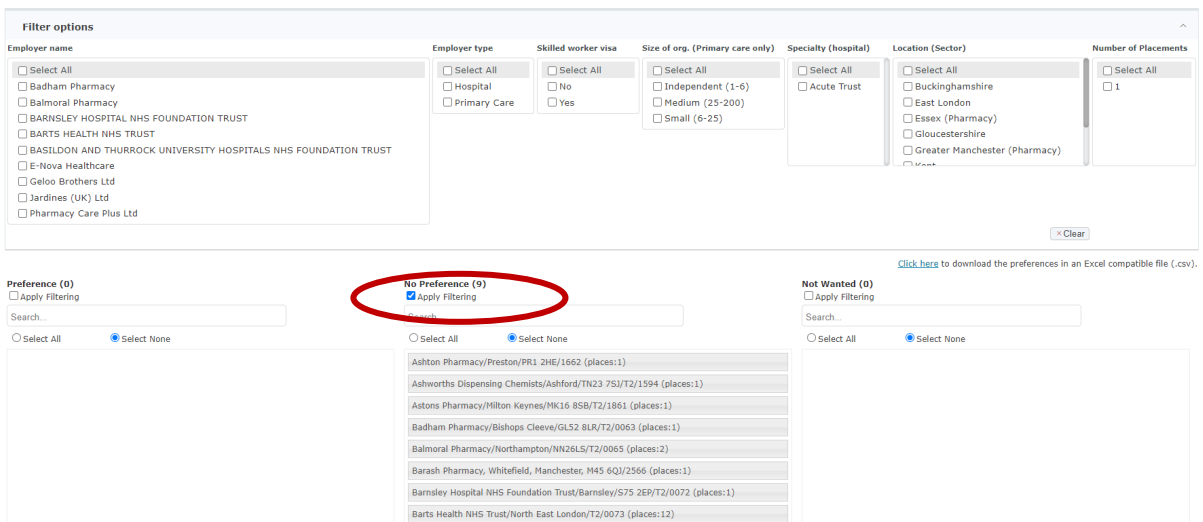 Filter options
Employer name
Select All
Badham Pharmacy
Balmoral Pharmacy
BARNSLEY HOSPITAL NHS FOUNDATION TRUST
BARTS HEALTH NHS TRUST
BASILDON AND THURROCK UNIVERSITY HOSPITALS NHS FOUNDATION TRUST
E-Nova Healthcare
Geloo Brothers Ltd
Jardines (UK) Ltd
Pharmacy Care Plus Ltd
Employer type
Select All
Hospital
Primary Care
Skilled worker visa
Select All
No
Yes
Size of org. (Primary care only)
Select All
Independent (1-6)
Medium (25-200)
Small (6-25)
Specialty (hospital)
Select All
Acute Trust
Location (Sector)
Select All
Buckinghamshire
East London
Essex (Pharmacy)
Gloucestershire
Greater Manchester (Pharmacy)
Kent
Number of Placements
Select All
1
× Clear
Click here to download the preferences in an Excel compatible file (.csv).
Preference (0)
Apply Filtering
Search...
Select All Select None
No Preference (9)
Apply Filtering
Search...
Select All Select None
Ashton Pharmacy/Preston/PR1 2HE/1662 (places:1)
Ashworths Dispensing Chemists/Ashford/TN23 7SJ/T2/1594 (places:1)
Astons Pharmacy/Milton Keynes/MK16 8SB/T2/1861 (places:1)
Badham Pharmacy/Bishops Cleeve/GL52 8LR/T2/0063 (places:1)
Balmoral Pharmacy/Northampton/NN26LS/T2/0065 (places:2)
Barash Pharmacy, Whitefield, Manchester, M45 6QJ/2566 (places:1)
Barnsley Hospital NHS Foundation Trust/Barnsley/S75 2EP/T2/0072 (places:1)
Barts Health NHS Trust/North East London/T2/0073 (places:12)
Not Wanted (0)
Apply Filtering
Search...
Select All Select None